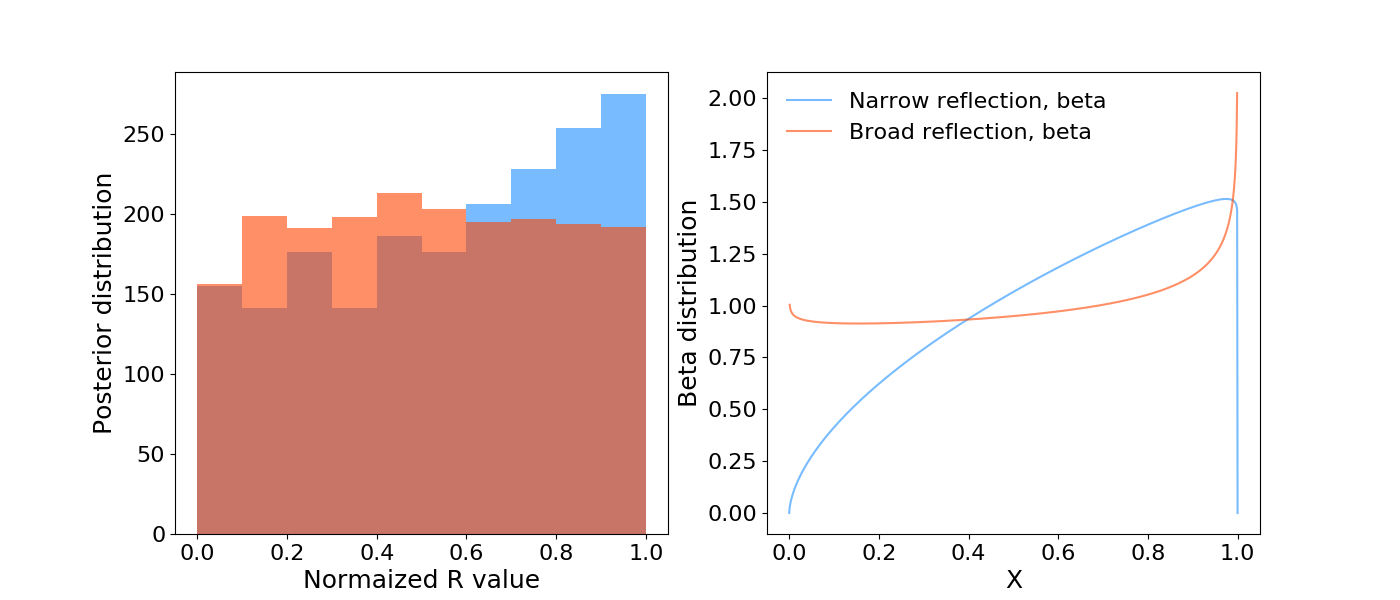 Posterior distribution
250
200
150
100
50
0
0.0 0.2 0.4 0.6 0.8 1.0
Normaized R value
Beta distribution
2.00
1.75
1.50
1.25
1.00
0.75
0.50
0.25
0.00
Narrow reflection, beta
Broad reflection, beta
0.0 0.2 0.4 0.6 0.8 1.0
X